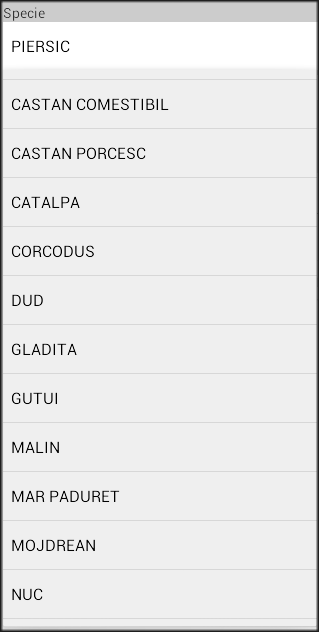 Specie
PIERSIC
CASTAN COMESTIBIL
CASTAN PORCESC
CATALPA
CORCODUS
DUD
GLADITA
GUTUI
MALIN
MAR PADURET
MOJDREAN
NUC